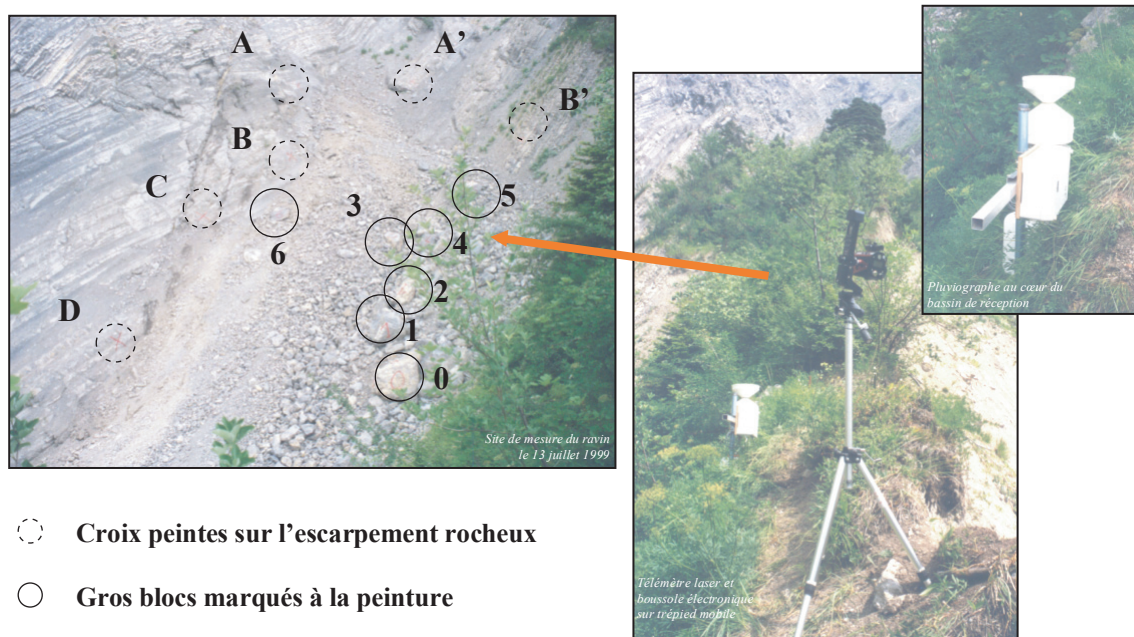 A
A’
B’
B
C
3
5
4
6
2
D
1
0
Site de mesure du ravin
le 13 juillet 1999
Pluviographe au cœur du
bassin de réception
Télémètre laser et
boussole électronique
sur trépied mobile
Croix peintes sur l’escarpement rocheux
Gros blocs marqués à la peinture